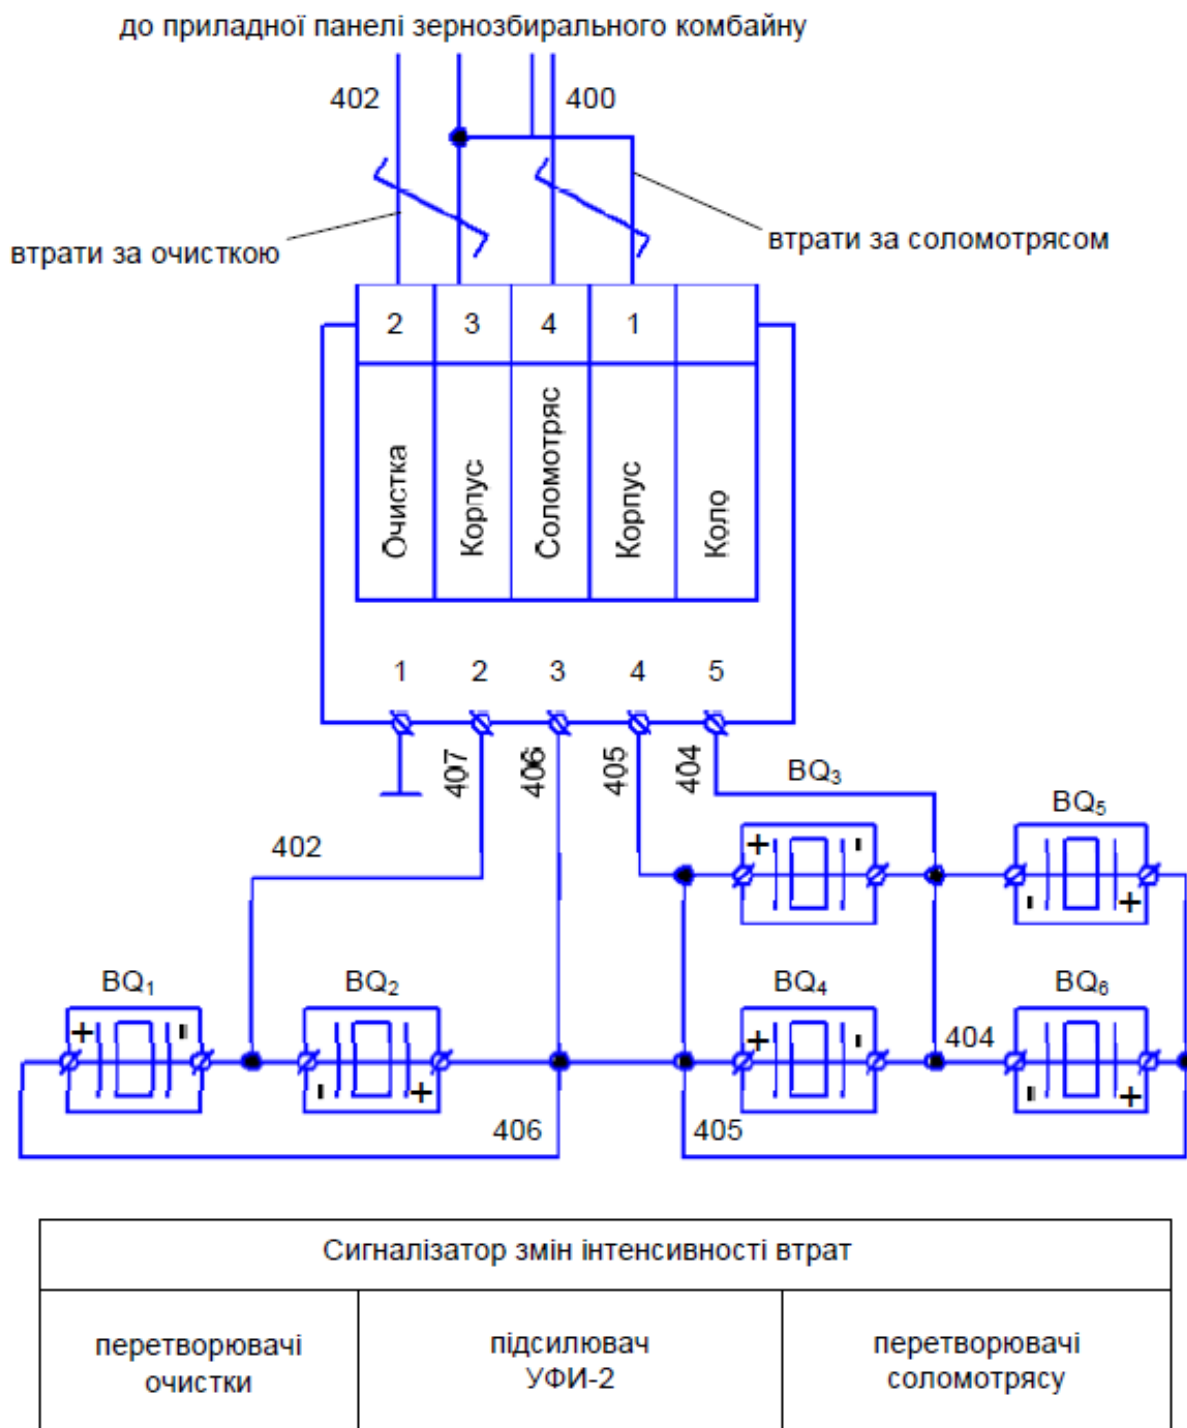 до приладної панелі зернозбирального комбайну
402
400
втрати за очисткою
втрати за соломотрясом
2 3 4 1
Очистка
Корпус
Соломотряс
Корпус
Коло
1 2 3 4 5
407
406
405
404
BQ3
BQ5
402
BQ1
BQ2
BQ4
BQ6
404
406
405
Сигналізатор змін інтенсивності втрат
перетворювачі
очистки
підсилювач
УФИ-2
перетворювачі
соломотрясу